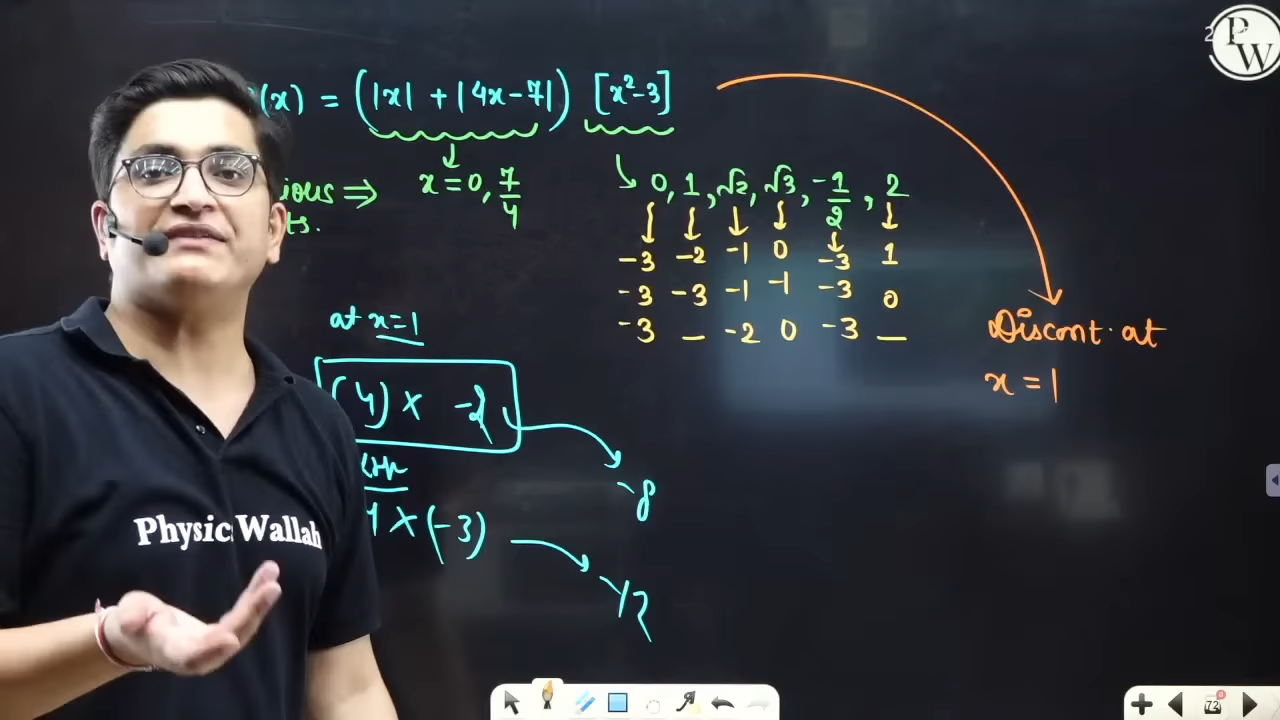 (x) = (|x| + |4x-7|) [x²-3]
ious ⇒ x = 0, 7/4
ts.
0, 1, √2, √3, -1/2, 2
-3 -2 -1 0 -3 1
-3 -3 -1 -1 -3 0
-3 _ -2 0 -3 _
at x=1
(4) × -2
-8
4 × (-3)
-12
Discont. at
x = 1
Physics Wallah
PW
72